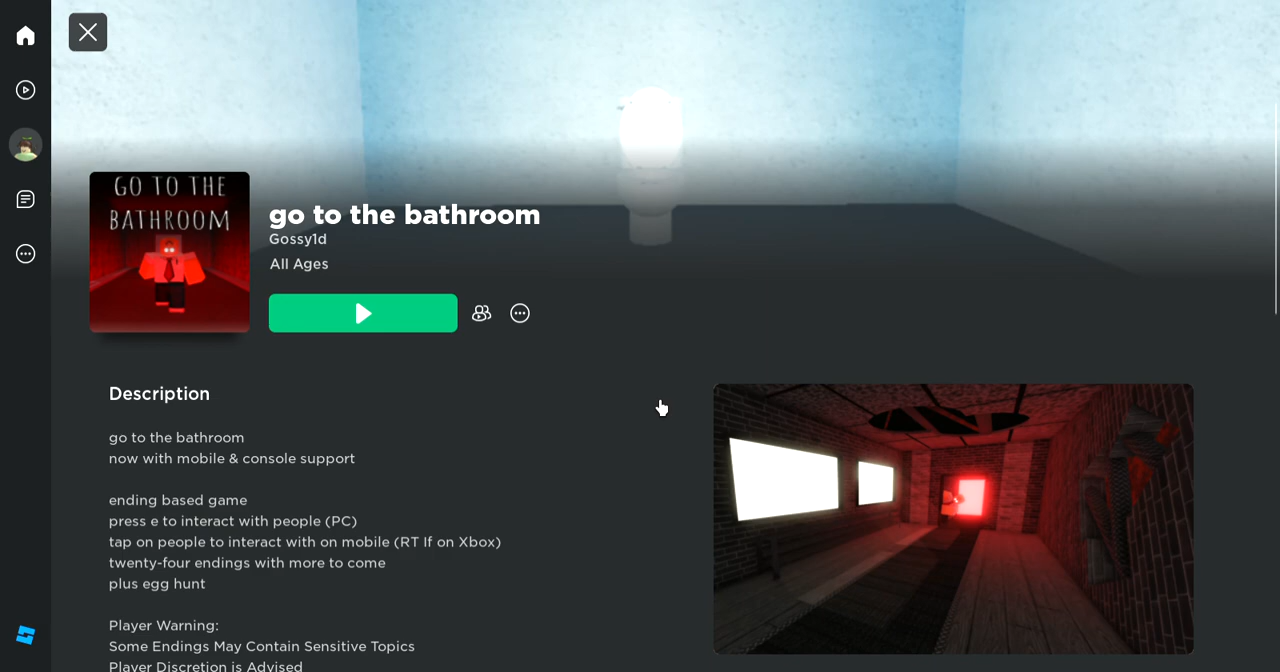 GO TO THE
BATHROOM
go to the bathroom
Gossy1d
All Ages
Description
go to the bathroom
now with mobile & console support
ending based game
press e to interact with people (PC)
tap on people to interact with on mobile (RT If on Xbox)
twenty-four endings with more to come
plus egg hunt
Player Warning:
Some Endings May Contain Sensitive Topics
Player Discretion is Advised